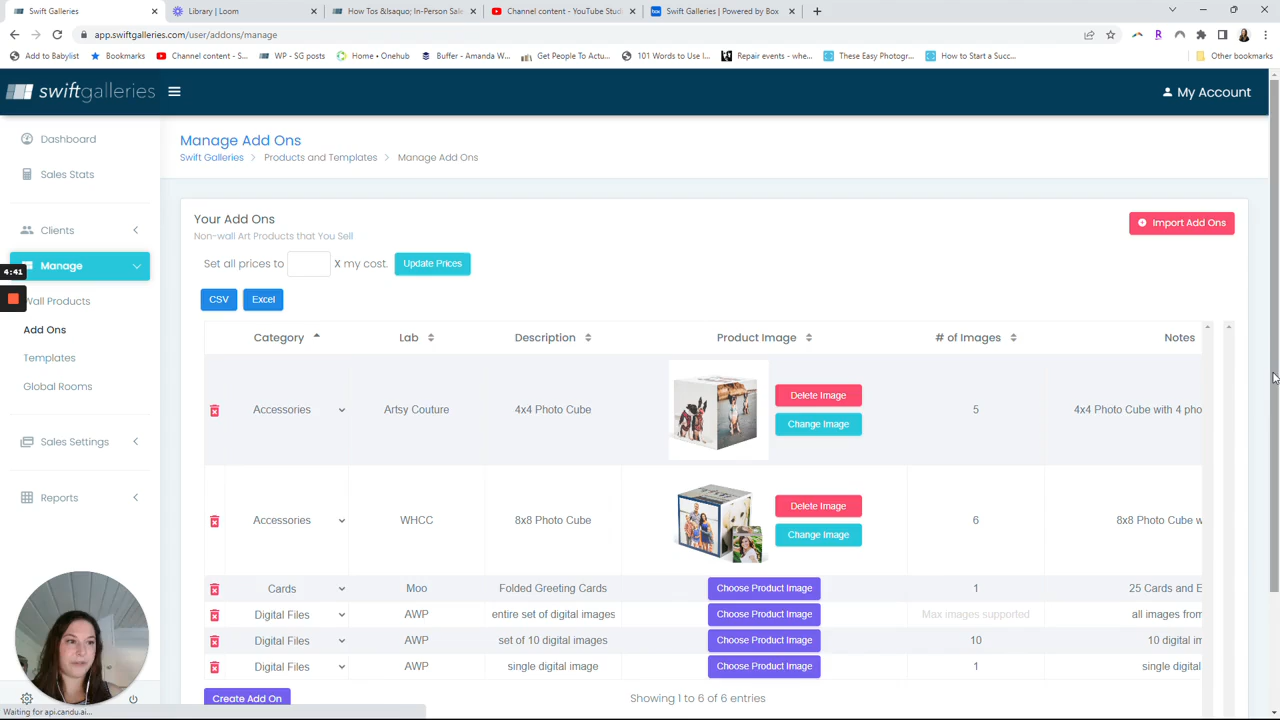 Swift Galleries
Library | Loom
How Tos &lsaquo; In-Person Sale
Channel content - YouTube Stud
Swift Galleries | Powered by Box
app.swiftgalleries.com/user/addons/manage
Add to Babylist
Bookmarks
Channel content - S...
WP - SG posts
Home • Onehub
Buffer - Amanda W...
Get People To Actu...
101 Words to Use I...
Repair events - whe...
These Easy Photogr...
How to Start a Succ...
Other bookmarks
swiftgalleries
My Account
Dashboard
Sales Stats
Clients
Manage
4:41
Wall Products
Add Ons
Templates
Global Rooms
Sales Settings
Reports
Manage Add Ons
Swift Galleries > Products and Templates > Manage Add Ons
Your Add Ons
Non-wall Art Products that You Sell
Import Add Ons
Set all prices to X my cost. Update Prices
CSV Excel
Category Lab Description Product Image # of Images Notes
Accessories Artsy Couture 4x4 Photo Cube Delete Image Change Image 5 4x4 Photo Cube with 4 pho
Accessories WHCC 8x8 Photo Cube Delete Image Change Image 6 8x8 Photo Cube w
Cards Moo Folded Greeting Cards Choose Product Image 1 25 Cards and E
Digital Files AWP entire set of digital images Choose Product Image Max images supported all images from
Digital Files AWP set of 10 digital images Choose Product Image 10 10 digital im
Digital Files AWP single digital image Choose Product Image 1 single digital
Create Add On
Showing 1 to 6 of 6 entries
Waiting for api.candu.ai...